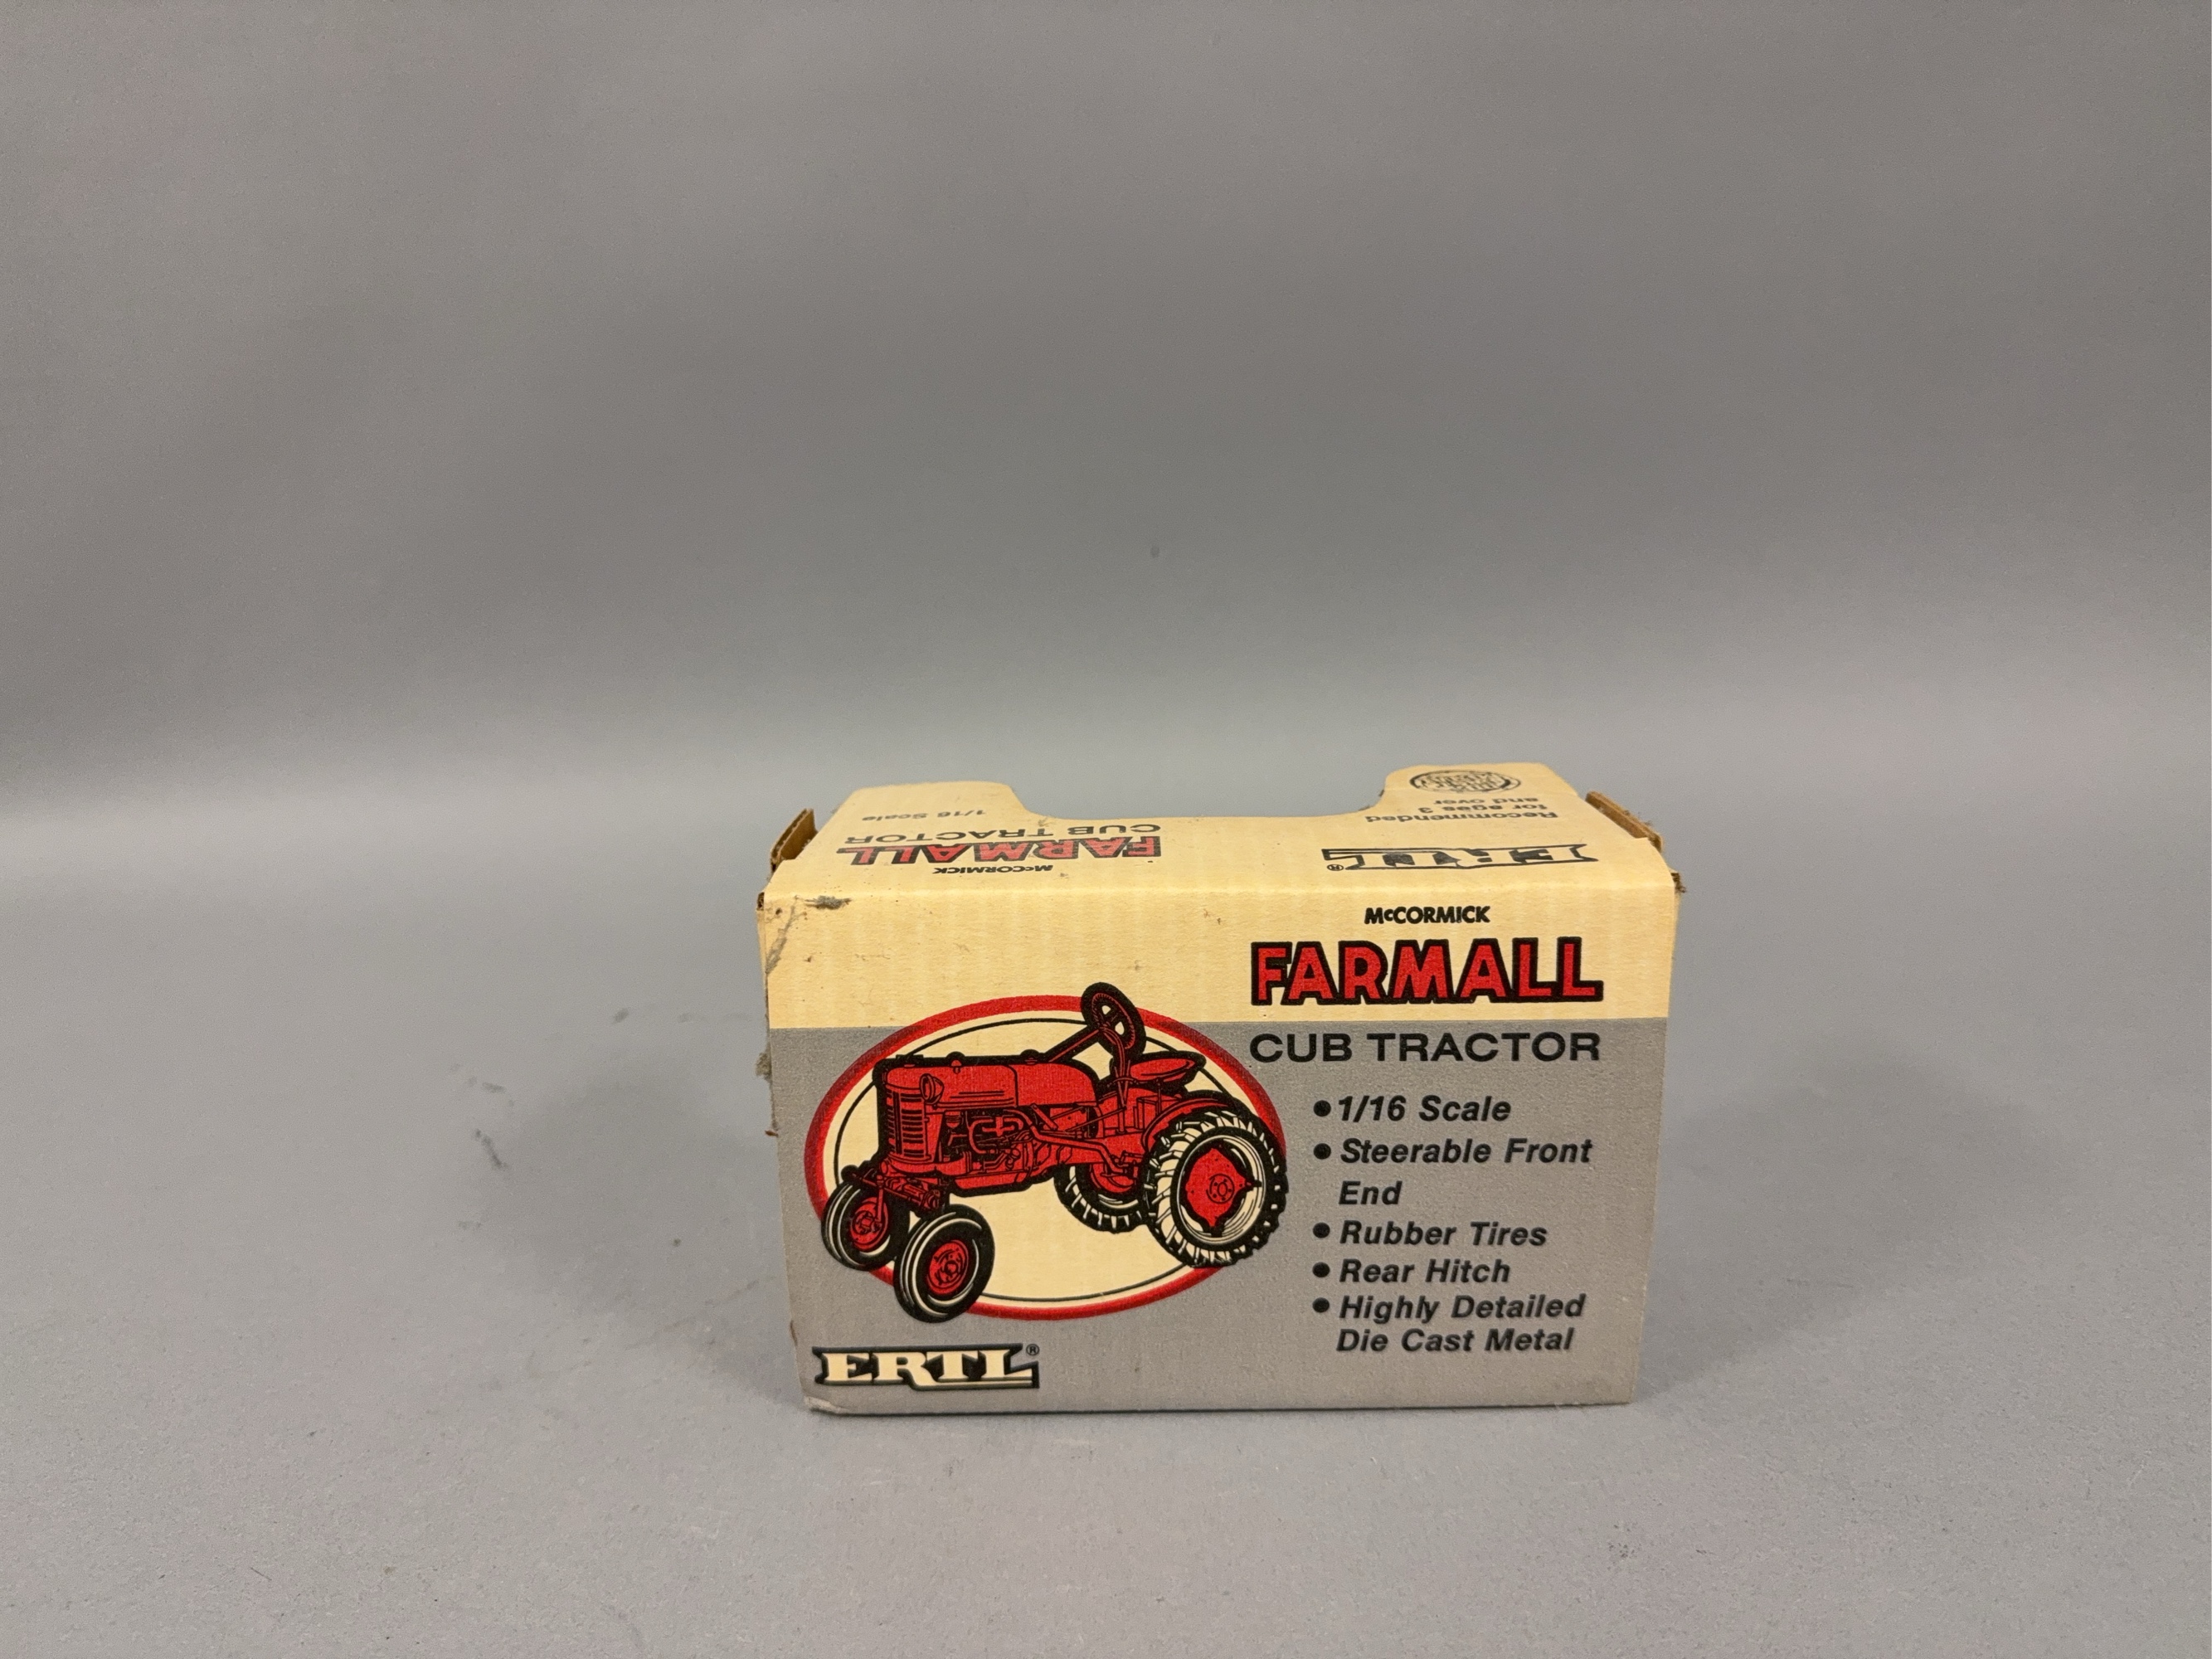 1/16 Scale
CUB TRACTOR
FARMALL
McCORMICK
Recommended
for ages 3
and over
ERTL®
McCORMICK
FARMALL
CUB TRACTOR
•1/16 Scale
• Steerable Front
End
• Rubber Tires
• Rear Hitch
• Highly Detailed
Die Cast Metal
ERTL®